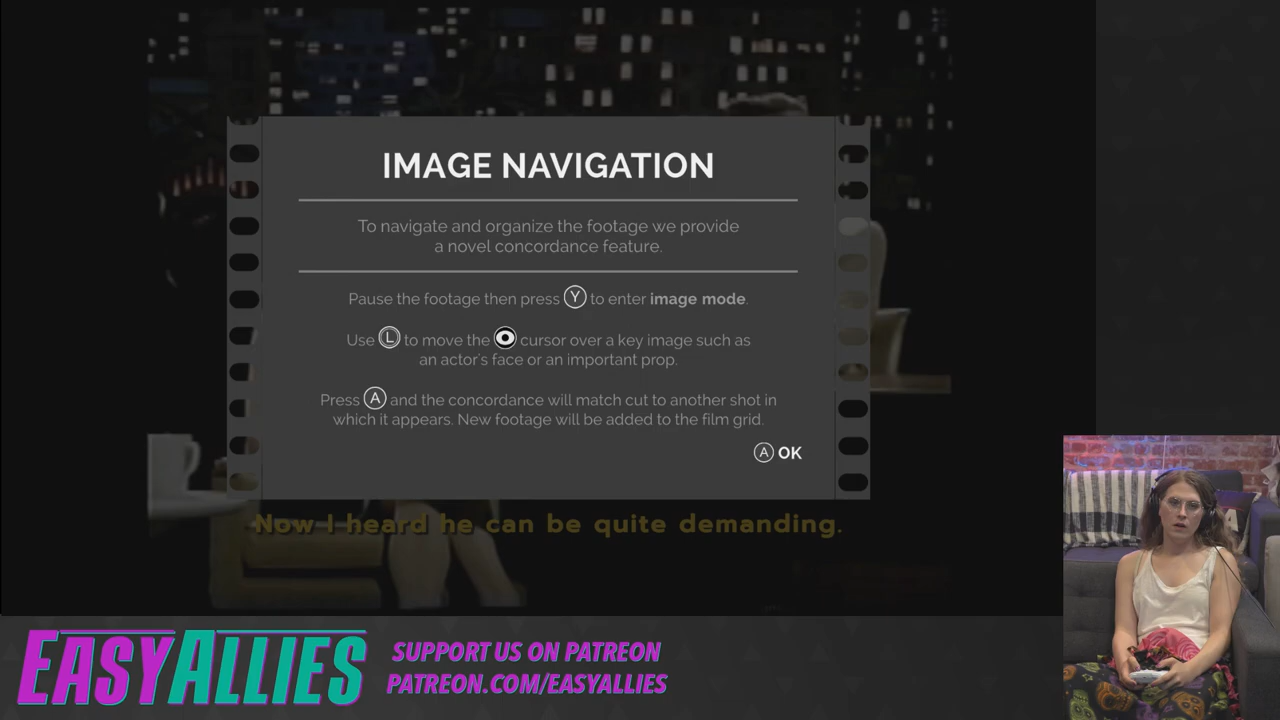 IMAGE NAVIGATION
To navigate and organize the footage we provide
a novel concordance feature.
Pause the footage then press Y to enter image mode.
Use L to move the cursor over a key image such as
an actor's face or an important prop.
Press A and the concordance will match cut to another shot in
which it appears. New footage will be added to the film grid.
A OK
Now I heard he can be quite demanding.
EASYALLIES
SUPPORT US ON PATREON
PATREON.COM/EASYALLIES